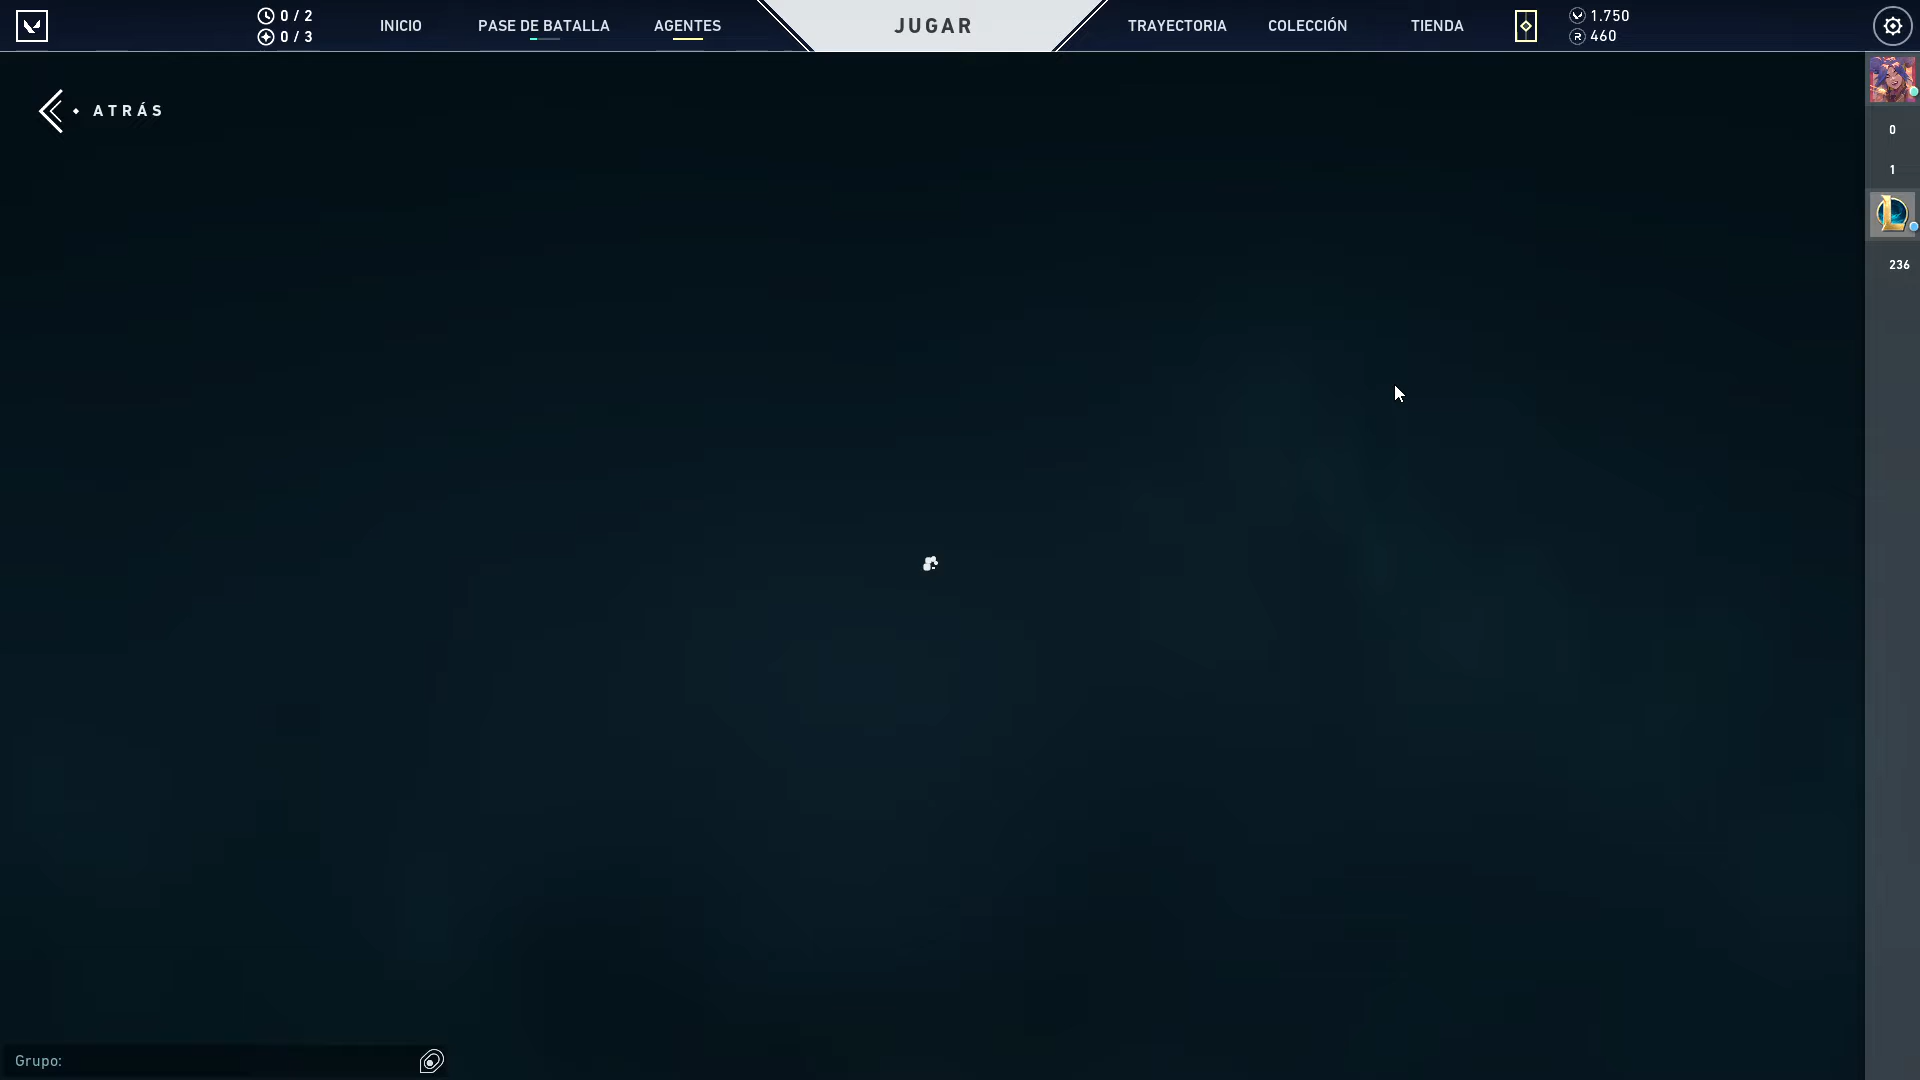 0 / 2
0 / 3
INICIO
PASE DE BATALLA
AGENTES
JUGAR
TRAYECTORIA
COLECCIÓN
TIENDA
1.750
460
ATRÁS
0
1
236
Grupo: